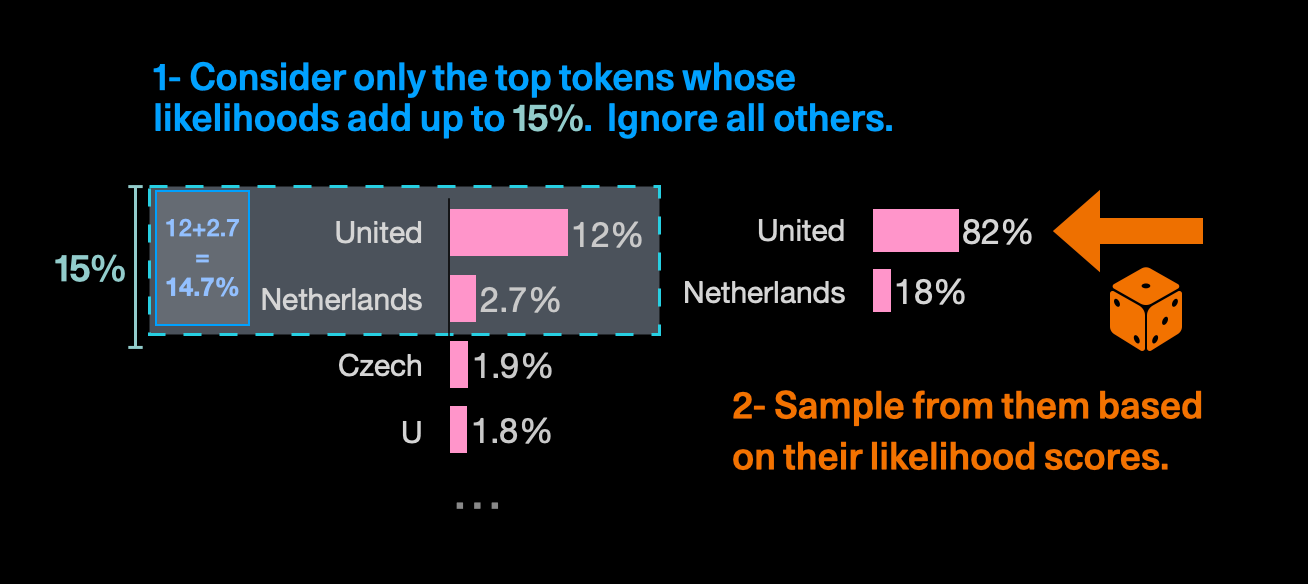 1- Consider only the top tokens whose
likelihoods add up to 15%. Ignore all others.
15%
12+2.7
=
14.7%
United 12%
Netherlands 2.7%
Czech 1.9%
U 1.8%
...
United 82%
Netherlands 18%
2- Sample from them based
on their likelihood scores.